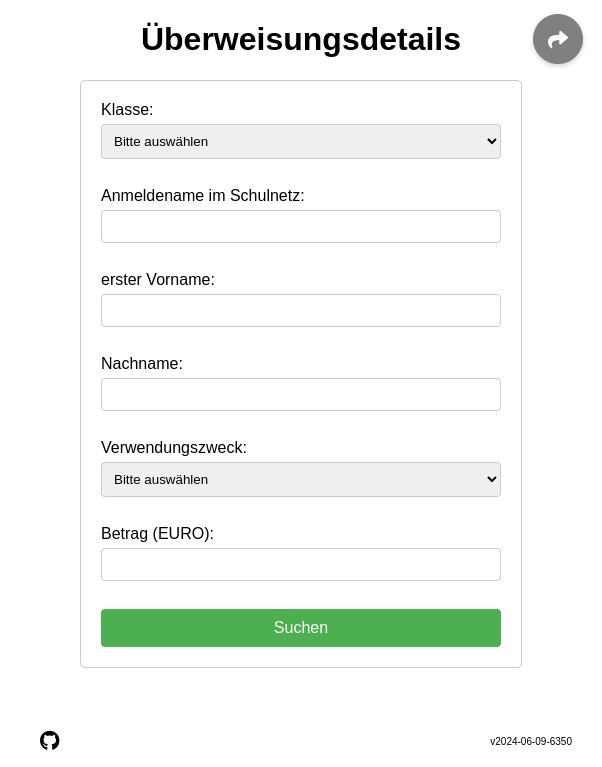 Überweisungsdetails
Klasse:
Bitte auswählen
Anmeldename im Schulnetz:
erster Vorname:
Nachname:
Verwendungszweck:
Bitte auswählen
Betrag (EURO):
Suchen
v2024-06-09-6350